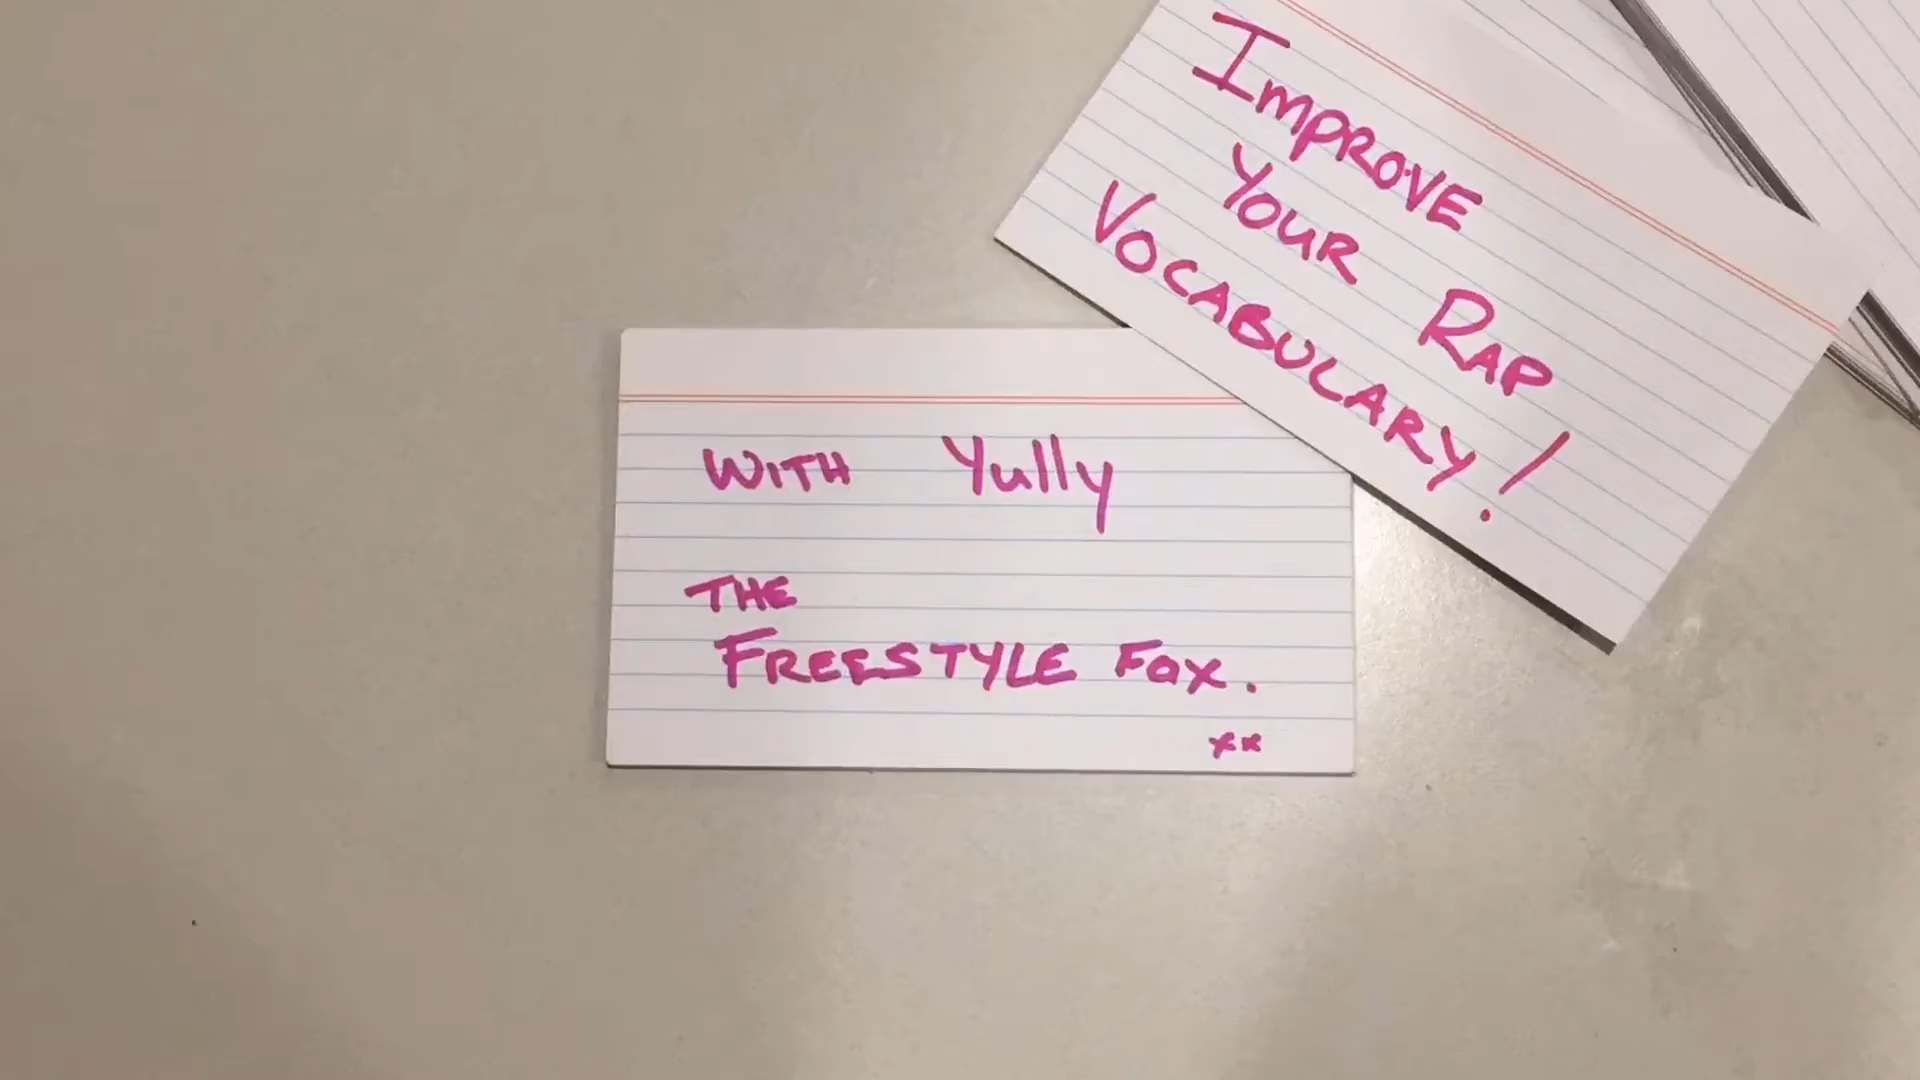 IMPROVE
YOUR RAP
VOCABULARY!
WITH Yully
THE
FREESTYLE FOX.
xx